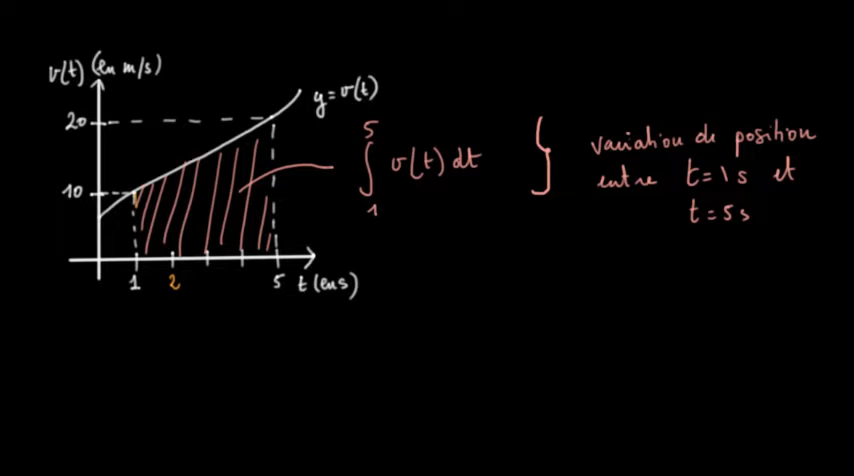 v(t) (en m/s)
y = v(t)
20
10
1
2
5
t (en s)
5
∫ v(t) dt
1
variation de position
entre t = 1 s et
t = 5 s